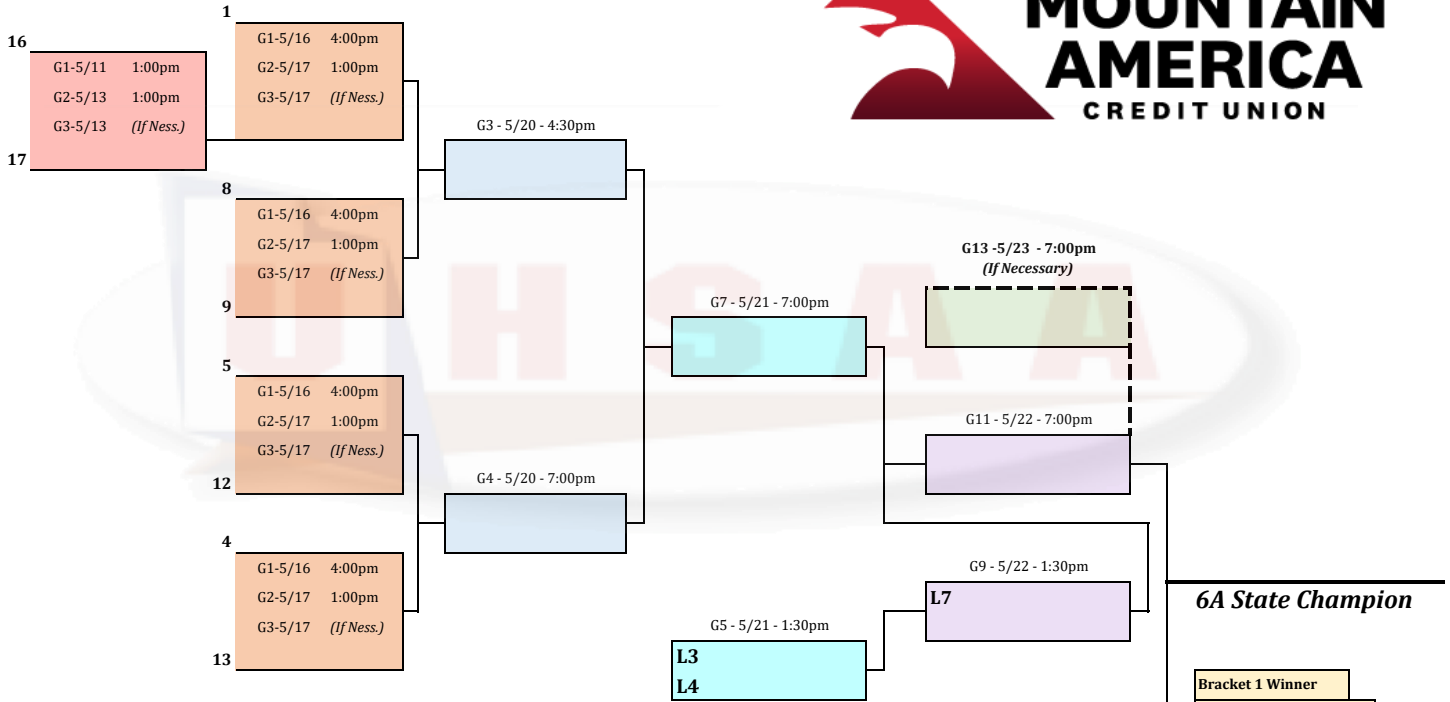 MOUNTAIN
AMERICA
CREDIT UNION
1
G1-5/16 4:00pm
G2-5/17 1:00pm
G3-5/17 (If Ness.)
16
G1-5/11 1:00pm
G2-5/13 1:00pm
G3-5/13 (If Ness.)
17
G3 - 5/20 - 4:30pm
8
G1-5/16 4:00pm
G2-5/17 1:00pm
G3-5/17 (If Ness.)
9
UHSAA
G13 -5/23 - 7:00pm
(If Necessary)
G7 - 5/21 - 7:00pm
5
G1-5/16 4:00pm
G2-5/17 1:00pm
G3-5/17 (If Ness.)
12
G11 - 5/22 - 7:00pm
G4 - 5/20 - 7:00pm
4
G1-5/16 4:00pm
G2-5/17 1:00pm
G3-5/17 (If Ness.)
13
G9 - 5/22 - 1:30pm
L7
6A State Champion
G5 - 5/21 - 1:30pm
L3
L4
Bracket 1 Winner